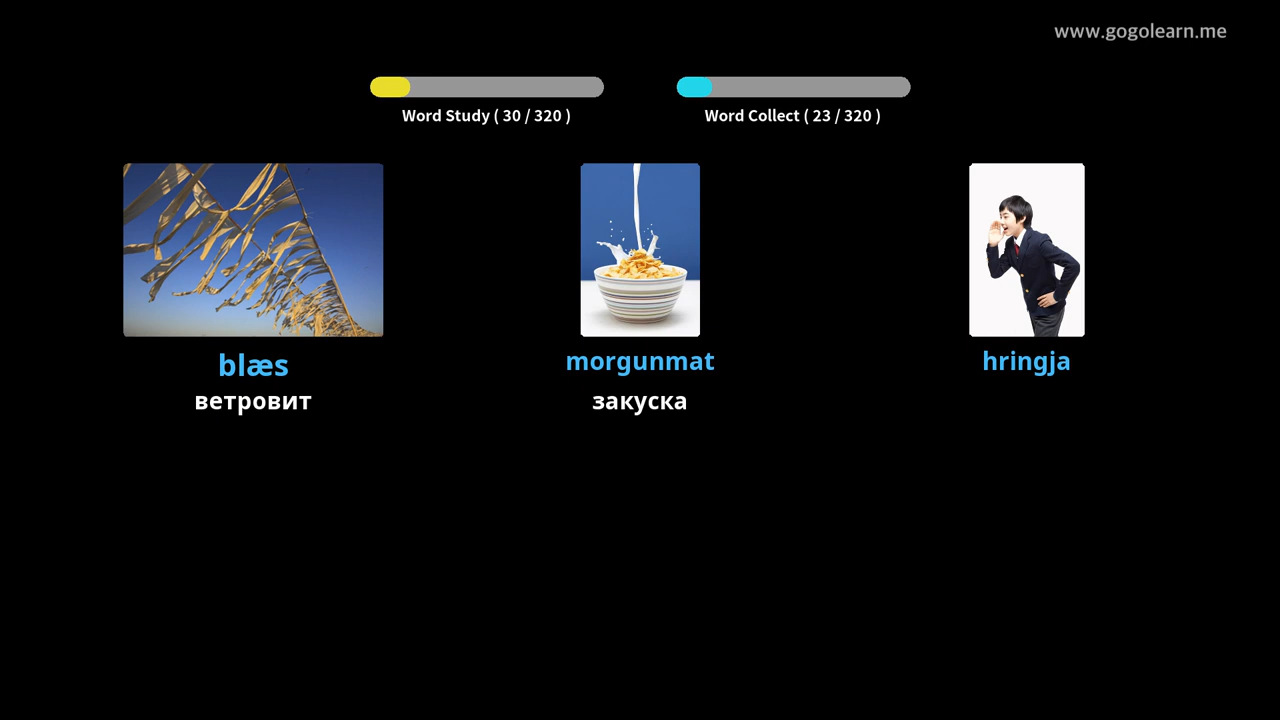 www.gogolearn.me
Word Study ( 30 / 320 )
Word Collect ( 23 / 320 )
blæs
ветровит
morgunmat
закуска
hringja